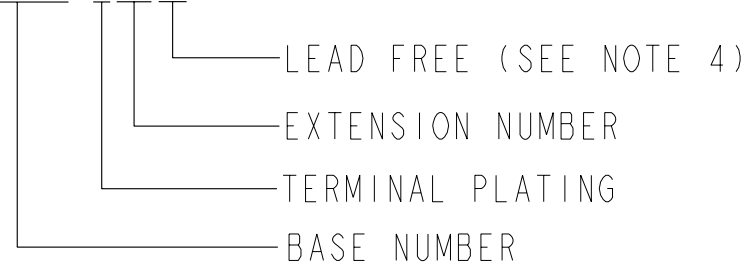 LEAD FREE (SEE NOTE 4)
EXTENSION NUMBER
TERMINAL PLATING
BASE NUMBER